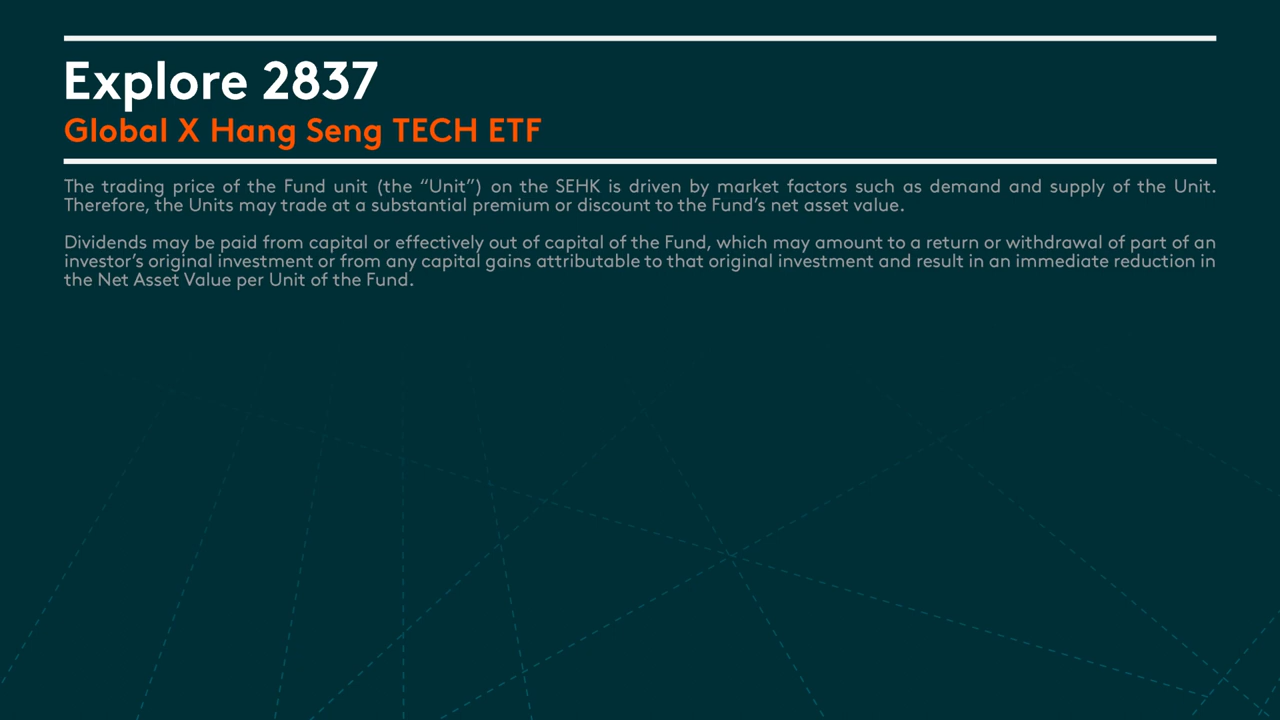 Explore 2837
Global X Hang Seng TECH ETF
The trading price of the Fund unit (the “Unit”) on the SEHK is driven by market factors such as demand and supply of the Unit.
Therefore, the Units may trade at a substantial premium or discount to the Fund’s net asset value.
Dividends may be paid from capital or effectively out of capital of the Fund, which may amount to a return or withdrawal of part of an
investor’s original investment or from any capital gains attributable to that original investment and result in an immediate reduction in
the Net Asset Value per Unit of the Fund.